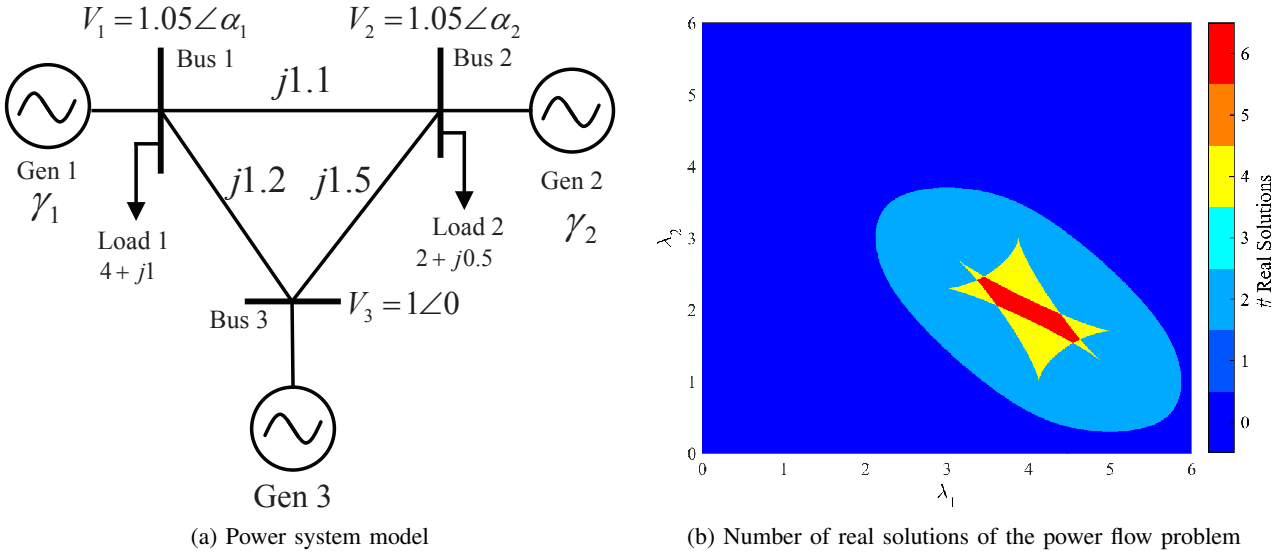 V₁ = 1.05∠α₁
V₂ = 1.05∠α₂
Bus 1
Bus 2
j1.1
Gen 1
γ₁
Gen 2
γ₂
j1.2
j1.5
Load 1
4 + j1
Load 2
2 + j0.5
Bus 3
V₃ = 1∠0
Gen 3
(a) Power system model
6
5
4
3
2
1
0
λ₂
0 1 2 3 4 5 6
λ₁
6
5
4
3
2
1
0
# Real Solutions
(b) Number of real solutions of the power flow problem